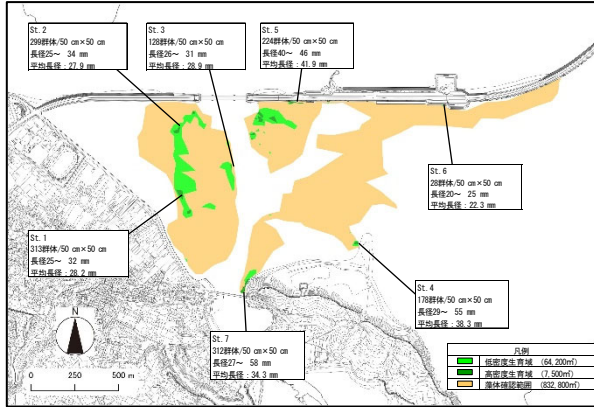 St. 2
299群体/50 cm×50 cm
長径25～ 34 mm
平均長径：27.9 mm
St. 3
128群体/50 cm×50 cm
長径26～ 31 mm
平均長径：28.9 mm
St. 5
224群体/50 cm×50 cm
長径40～ 46 mm
平均長径：41.9 mm
St. 6
28群体/50 cm×50 cm
長径20～ 25 mm
平均長径：22.3 mm
St. 1
313群体/50 cm×50 cm
長径25～ 32 mm
平均長径：28.2 mm
St. 4
178群体/50 cm×50 cm
長径29～ 55 mm
平均長径：38.3 mm
St. 7
312群体/50 cm×50 cm
長径27～ 58 mm
平均長径：34.3 mm
N
0 250 500 m
凡例
低密度生育域 (64,200㎡)
高密度生育域 (7,500㎡)
藻体確認範囲 (832,800㎡)